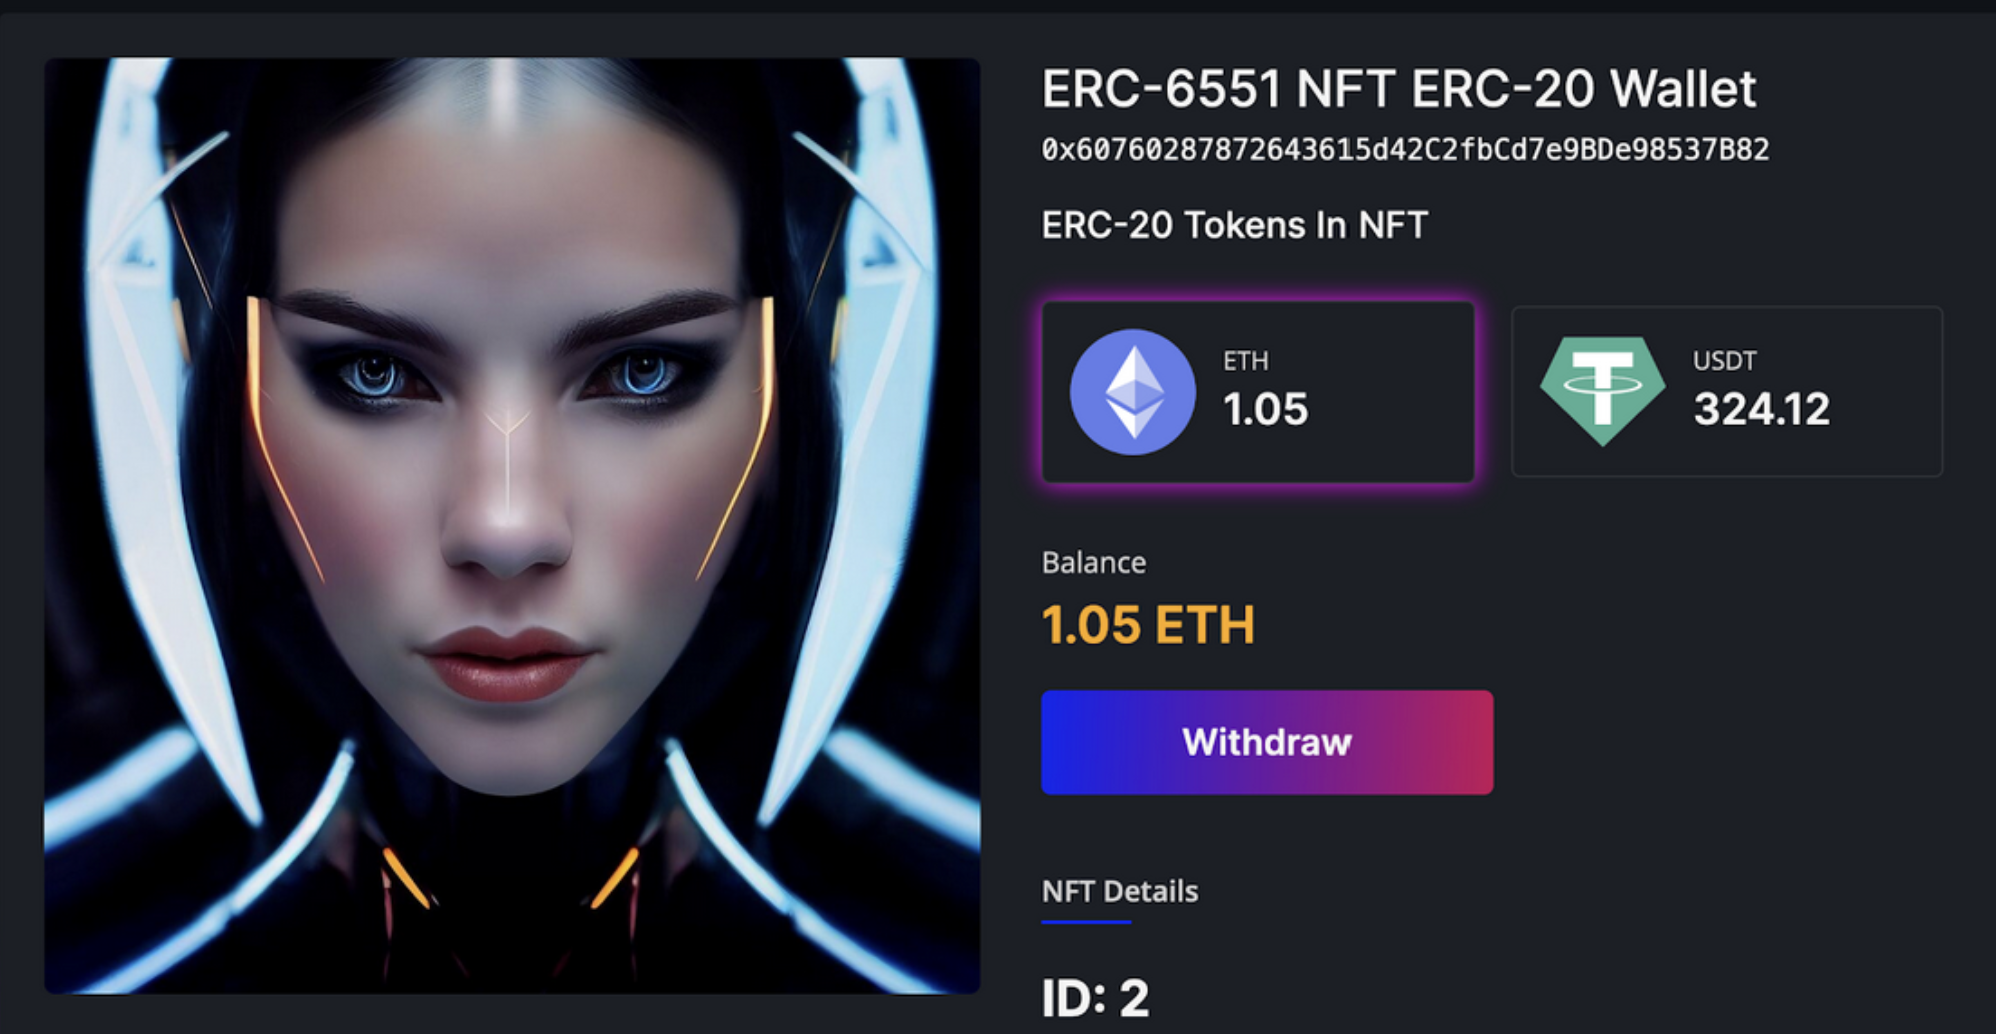 ERC-6551 NFT ERC-20 Wallet
0x60760287872643615d42C2fbCd7e9BDe98537B82
ERC-20 Tokens In NFT
ETH
1.05
USDT
324.12
Balance
1.05 ETH
Withdraw
NFT Details
ID: 2